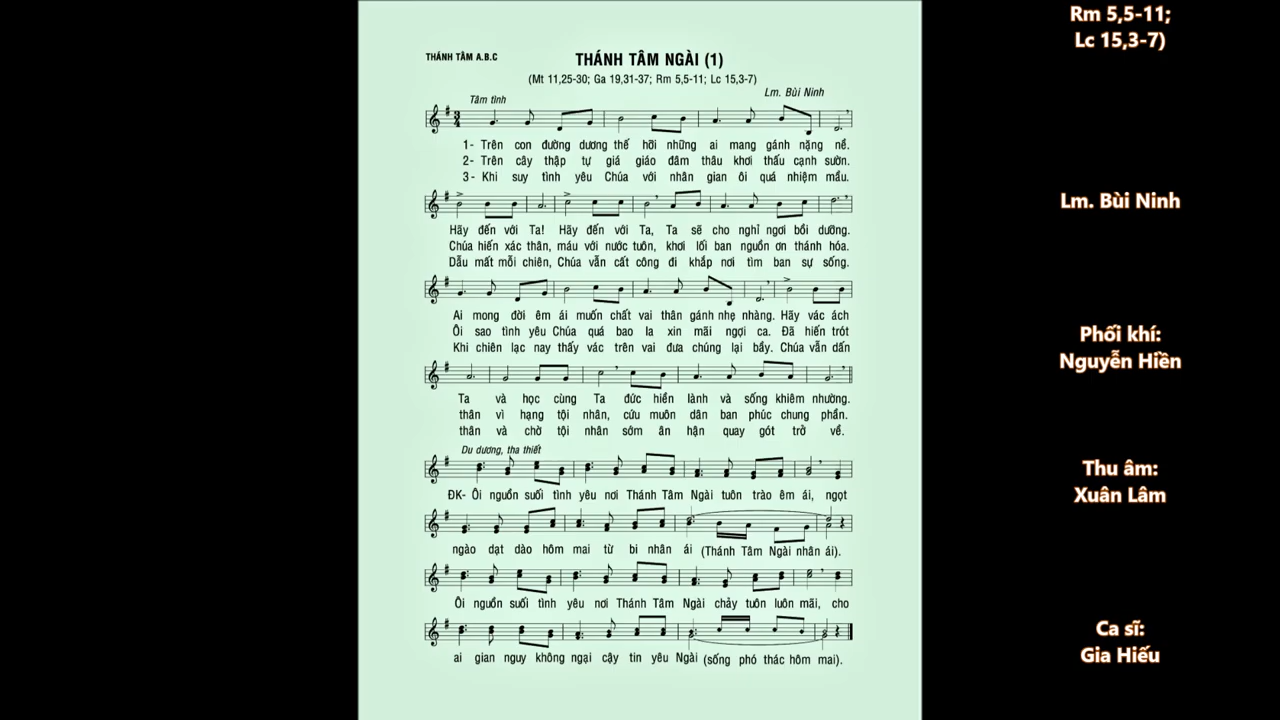 THÁNH TÂM A.B.C
THÁNH TÂM NGÀI (1)
(Mt 11,25-30; Ga 19,31-37; Rm 5,5-11; Lc 15,3-7)
Lm. Bùi Ninh
Tâm tình
1- Trên con đường dương thế hỡi những ai mang gánh nặng nề.
2- Trên cây thập tự giá giáo đâm thâu khơi thấu cạnh sườn.
3- Khi suy tình yêu Chúa với nhân gian ôi quá nhiệm mầu.
Hãy đến với Ta! Hãy đến với Ta, Ta sẽ cho nghỉ ngơi bồi dưỡng.
Chúa hiến xác thân, máu với nước tuôn, khơi lối ban nguồn ơn thánh hóa.
Dẫu mất mỗi chiên, Chúa vẫn cất công đi khắp nơi tìm ban sự sống.
Ai mong đời êm ái muốn chất vai thân gánh nhẹ nhàng. Hãy vác ách
Ôi sao tình yêu Chúa quá bao la xin mãi ngợi ca. Đã hiến trót
Khi chiên lạc nay thấy vác trên vai đưa chúng lại bầy. Chúa vẫn dấn
Ta và học cùng Ta đức hiền lành và sống khiêm nhường.
thân vì hạng tội nhân, cứu muôn dân ban phúc chung phần.
thân và chờ tội nhân sớm ân hận quay gót trở về.
Du dương, tha thiết
ĐK- Ôi nguồn suối tình yêu nơi Thánh Tâm Ngài tuôn trào êm ái, ngọt
ngào dạt dào hôm mai từ bi nhân ái (Thánh Tâm Ngài nhân ái).
Ôi nguồn suối tình yêu nơi Thánh Tâm Ngài chảy tuôn luôn mãi, cho
ai gian nguy không ngại cậy tin yêu Ngài (sống phó thác hôm mai).
Rm 5,5-11;
Lc 15,3-7)
Lm. Bùi Ninh
Phối khí:
Nguyễn Hiền
Thu âm:
Xuân Lâm
Ca sĩ:
Gia Hiếu